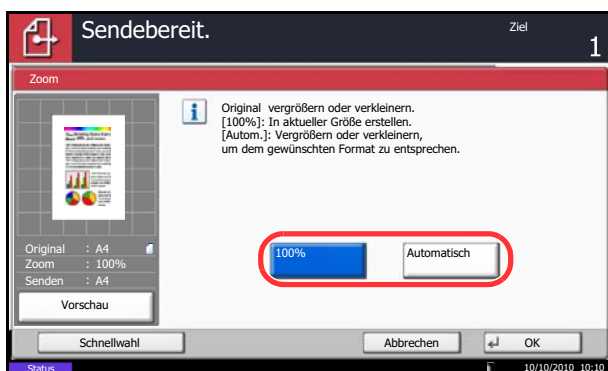 Sendebereit.
Ziel
1
Zoom
Original vergrößern oder verkleinern.
[100%]: In aktueller Größe erstellen.
[Autom.]: Vergrößern oder verkleinern,
um dem gewünschten Format zu entsprechen.
100%
Automatisch
Original : A4
Zoom : 100%
Senden : A4
Vorschau
Schnellwahl
Abbrechen
OK
Status
10/10/2010 10:10